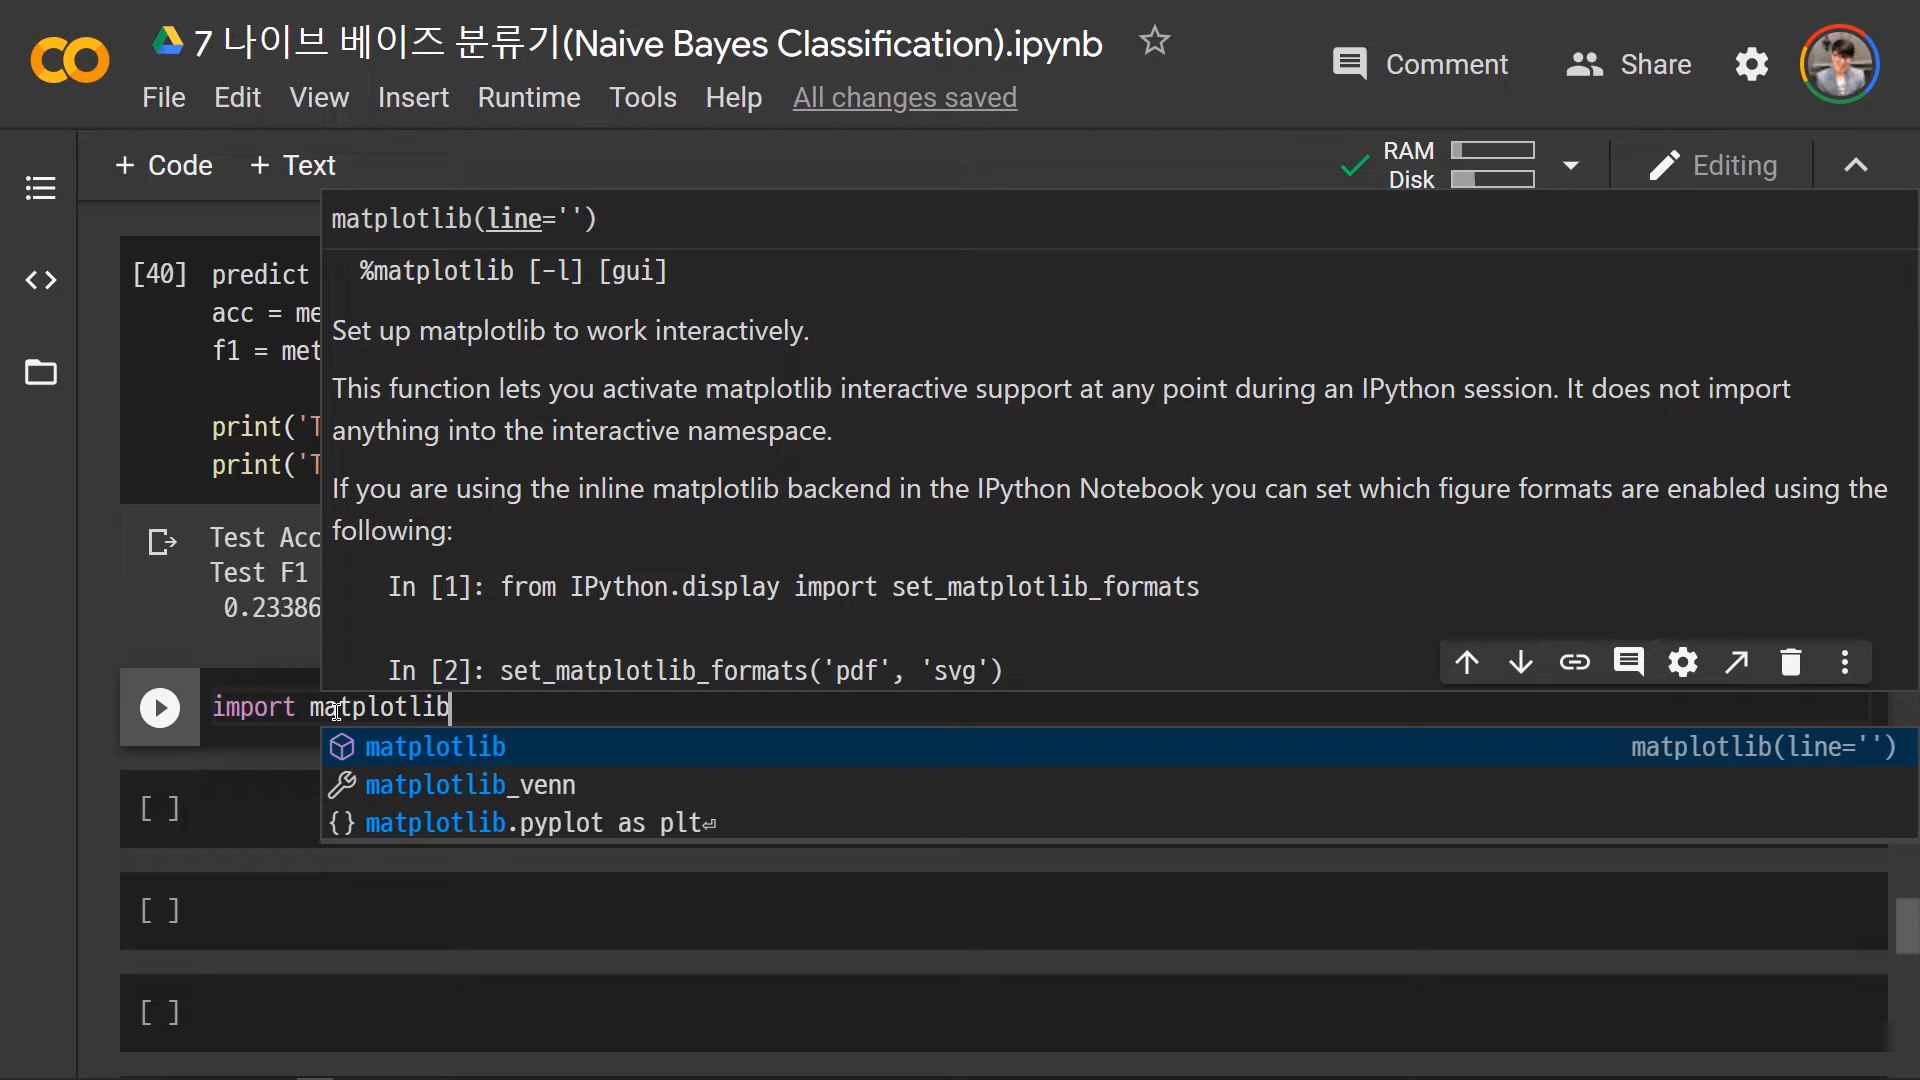 7 나이브 베이즈 분류기(Naive Bayes Classification).ipynb
Comment
Share
File Edit View Insert Runtime Tools Help All changes saved
+ Code + Text
RAM
Disk
Editing
matplotlib(line='')
%matplotlib [-l] [gui]
Set up matplotlib to work interactively.
This function lets you activate matplotlib interactive support at any point during an IPython session. It does not import
anything into the interactive namespace.
If you are using the inline matplotlib backend in the IPython Notebook you can set which figure formats are enabled using the
following:
In [1]: from IPython.display import set_matplotlib_formats
In [2]: set_matplotlib_formats('pdf', 'svg')
[40] predict
acc = me
f1 = met
print('T
print('T
Test Acc
Test F1
0.23386
import matplotlib
matplotlib matplotlib(line='')
matplotlib_venn
{} matplotlib.pyplot as plt⏎
[ ]
[ ]
[ ]